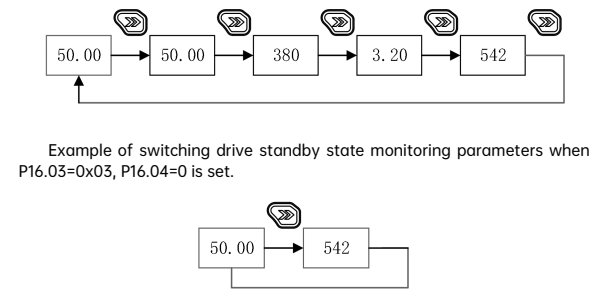 50.00 50.00 380 3.20 542
Example of switching drive standby state monitoring parameters when
P16.03=0x03, P16.04=0 is set.
50.00 542